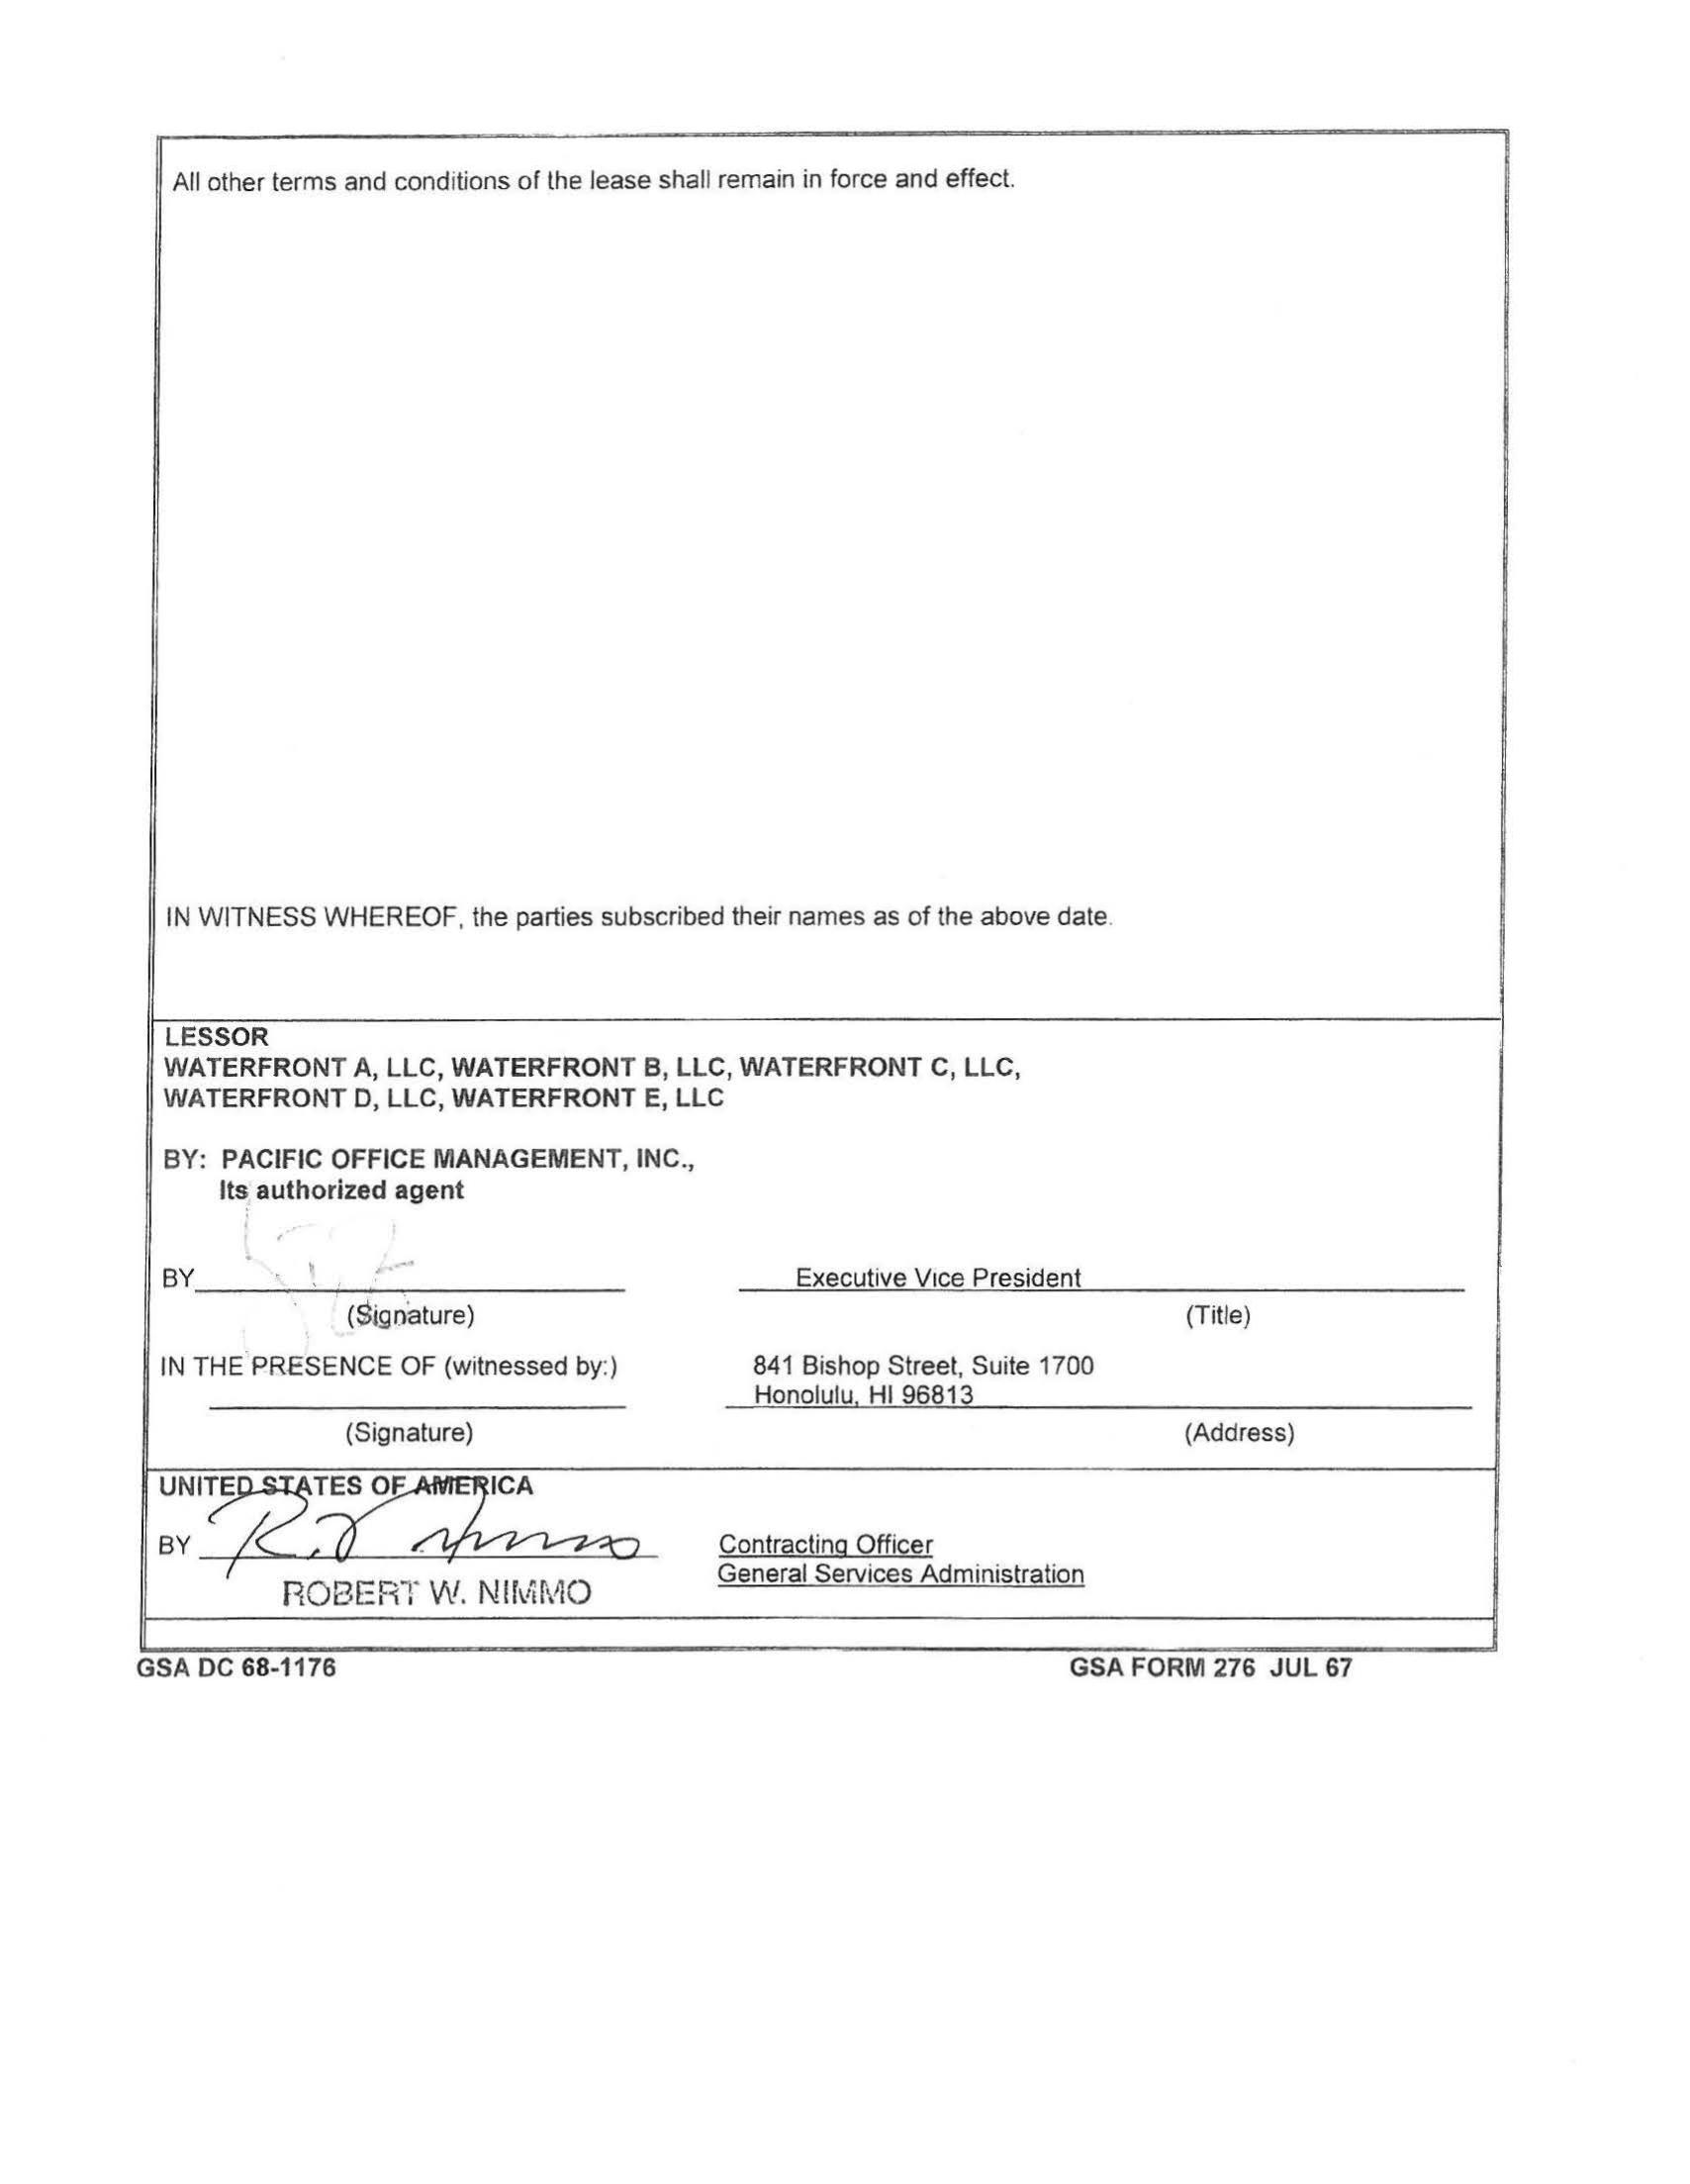 All other terms and conditions of the lease shall remain in force and effect.
IN WITNESS WHEREOF, the parties subscribed their names as of the above date.
LESSOR
WATERFRONT A, LLC, WATERFRONT B, LLC, WATERFRONT C, LLC,
WATERFRONT D, LLC, WATERFRONT E, LLC
BY: PACIFIC OFFICE MANAGEMENT, INC.,
Its authorized agent
BY Executive Vice President
(Signature) (Title)
IN THE PRESENCE OF (witnessed by:) 841 Bishop Street, Suite 1700
Honolulu, HI 96813
(Signature) (Address)
UNITED STATES OF AMERICA
BY Contracting Officer
General Services Administration
ROBERT W. NIMMO
GSA DC 68-1176 GSA FORM 276 JUL 67